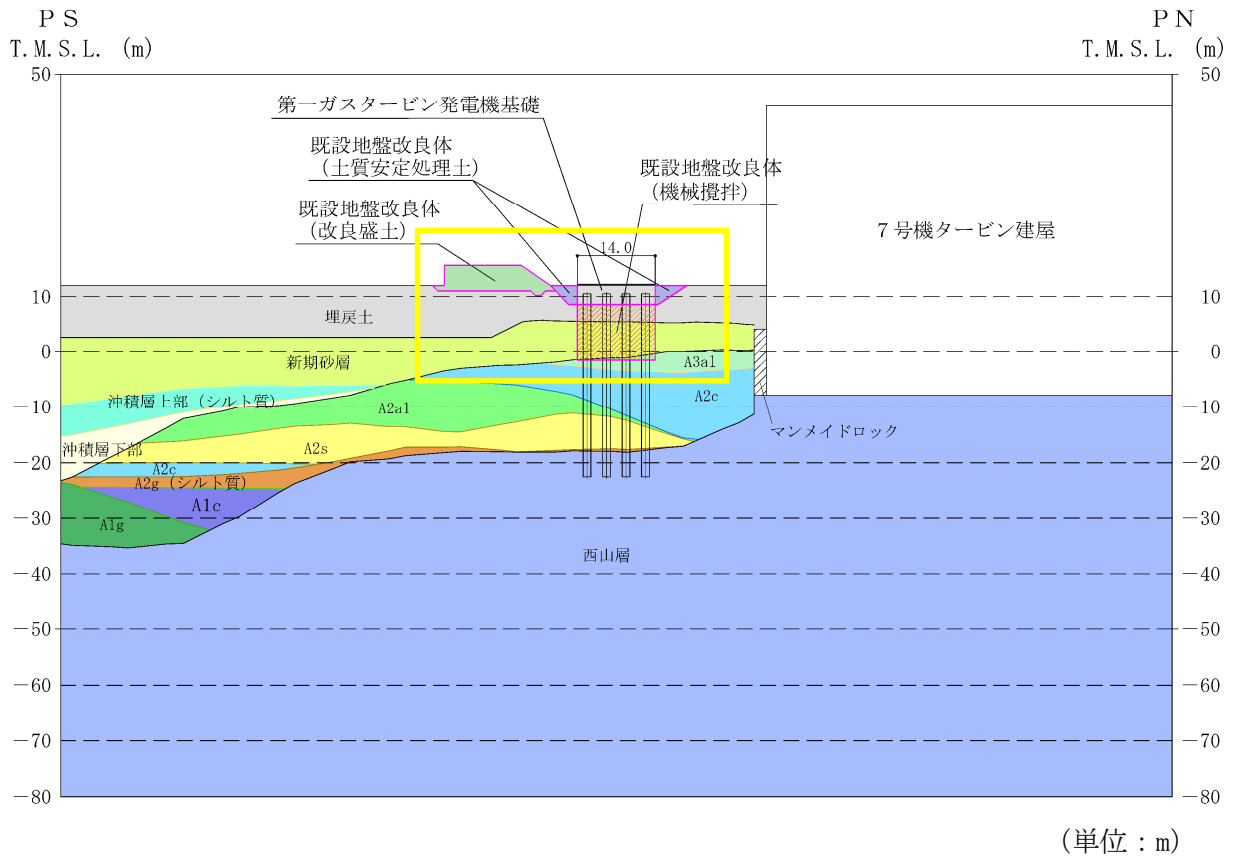 ＰＳ
T.M.S.L. (m)
ＰＮ
T.M.S.L. (m)
50
50
第一ガスタービン発電機基礎
既設地盤改良体
（土質安定処理土）
既設地盤改良体
（機械攪拌）
既設地盤改良体
（改良盛土）
７号機タービン建屋
14.0
10
10
埋戻土
0
0
新期砂層
A3al
沖積層上部（シルト質）
A2al
A2c
－10
－10
マンメイドロック
沖積層下部
A2s
－20
－20
A2c
A2g（シルト質）
A1c
－30
－30
A1g
西山層
－40
－40
－50
－50
－60
－60
－70
－70
－80
－80
（単位：m）